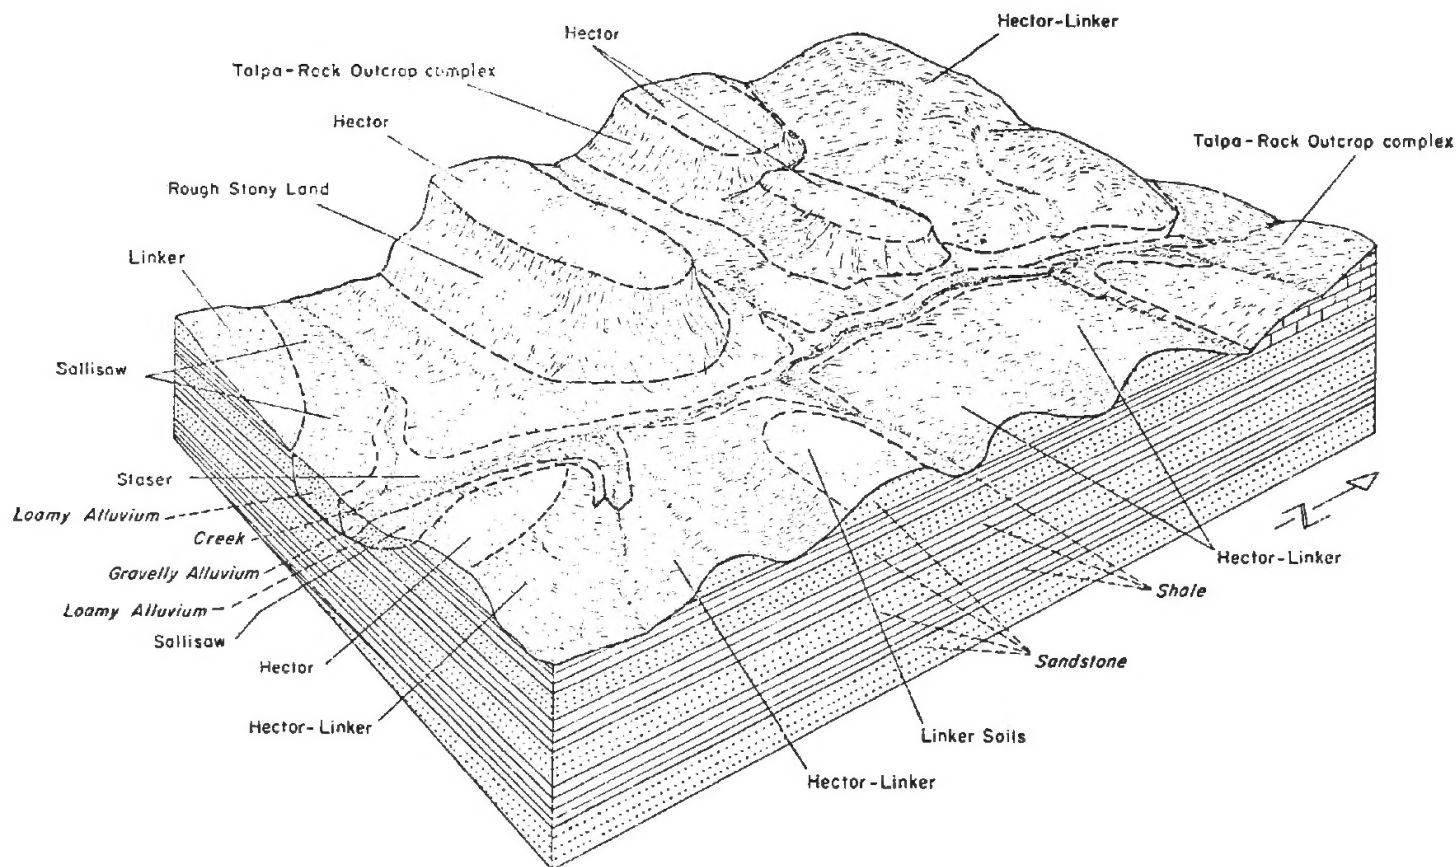 Hector
Hector-Linker
Talpa-Rock Outcrop complex
Hector
Talpa-Rock Outcrop complex
Rough Stony Land
Linker
Sallisaw
Staser
Loamy Alluvium
Creek
Gravelly Alluvium
Loamy Alluvium
Sallisaw
Hector
Hector-Linker
Hector-Linker
Shale
Sandstone
Linker Soils
Hector-Linker